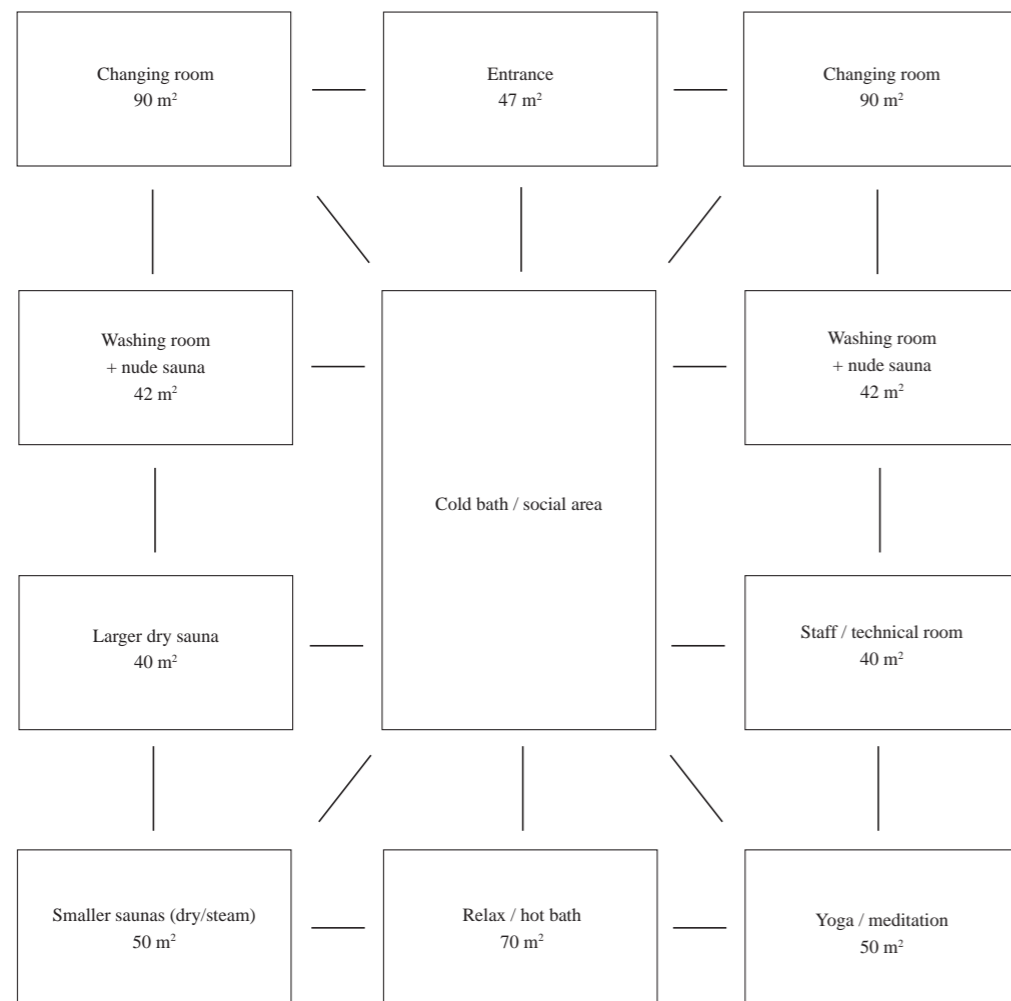 Changing room
90 m²
Entrance
47 m²
Changing room
90 m²
Washing room
+ nude sauna
42 m²
Washing room
+ nude sauna
42 m²
Cold bath / social area
Larger dry sauna
40 m²
Staff / technical room
40 m²
Smaller saunas (dry/steam)
50 m²
Relax / hot bath
70 m²
Yoga / meditation
50 m²